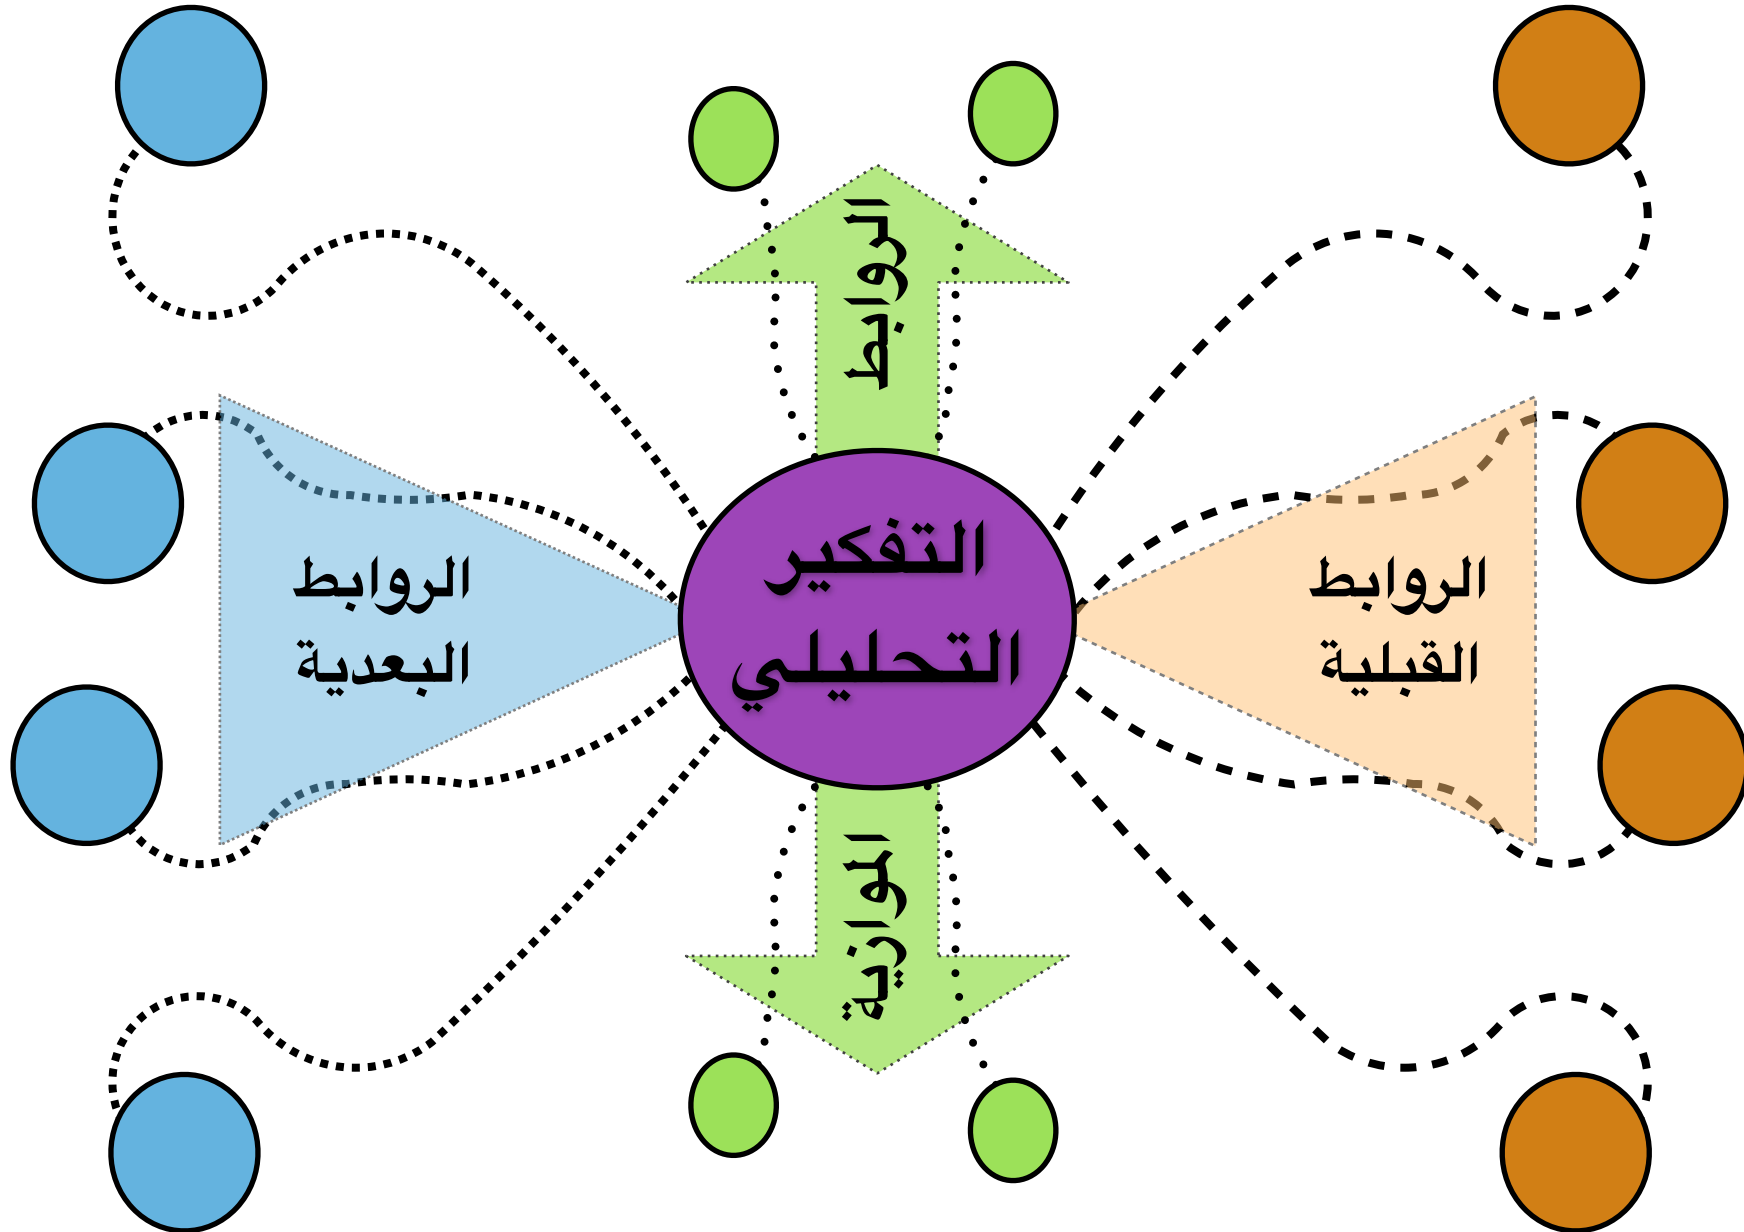 الروابط
التفكير
التحليلي
الروابط
القبلية
الروابط
البعدية
الموازية